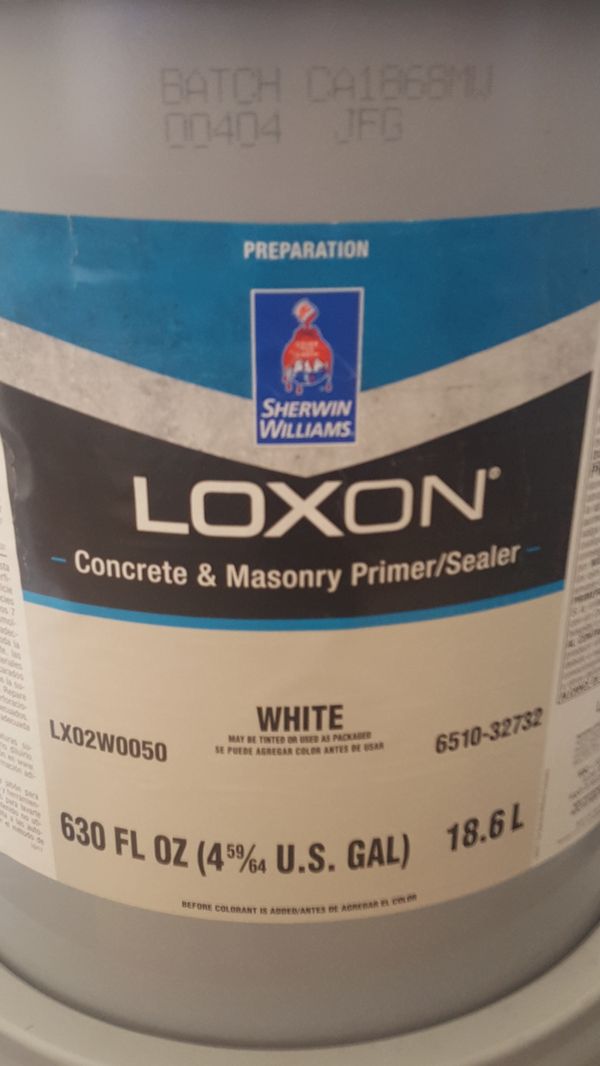 BATCH CA1868MW
00404 JFG
PREPARATION
SHERWIN
WILLIAMS
LOXON®
Concrete & Masonry Primer/Sealer
WHITE
MAY BE TINTED OR USED AS PACKAGED
SE PUEDE AGREGAR COLOR ANTES DE USAR
LX02W0050
6510-32732
630 FL OZ (4 59/64 U.S. GAL) 18.6 L
BEFORE COLORANT IS ADDED/ANTES DE AGREGAR EL COLOR